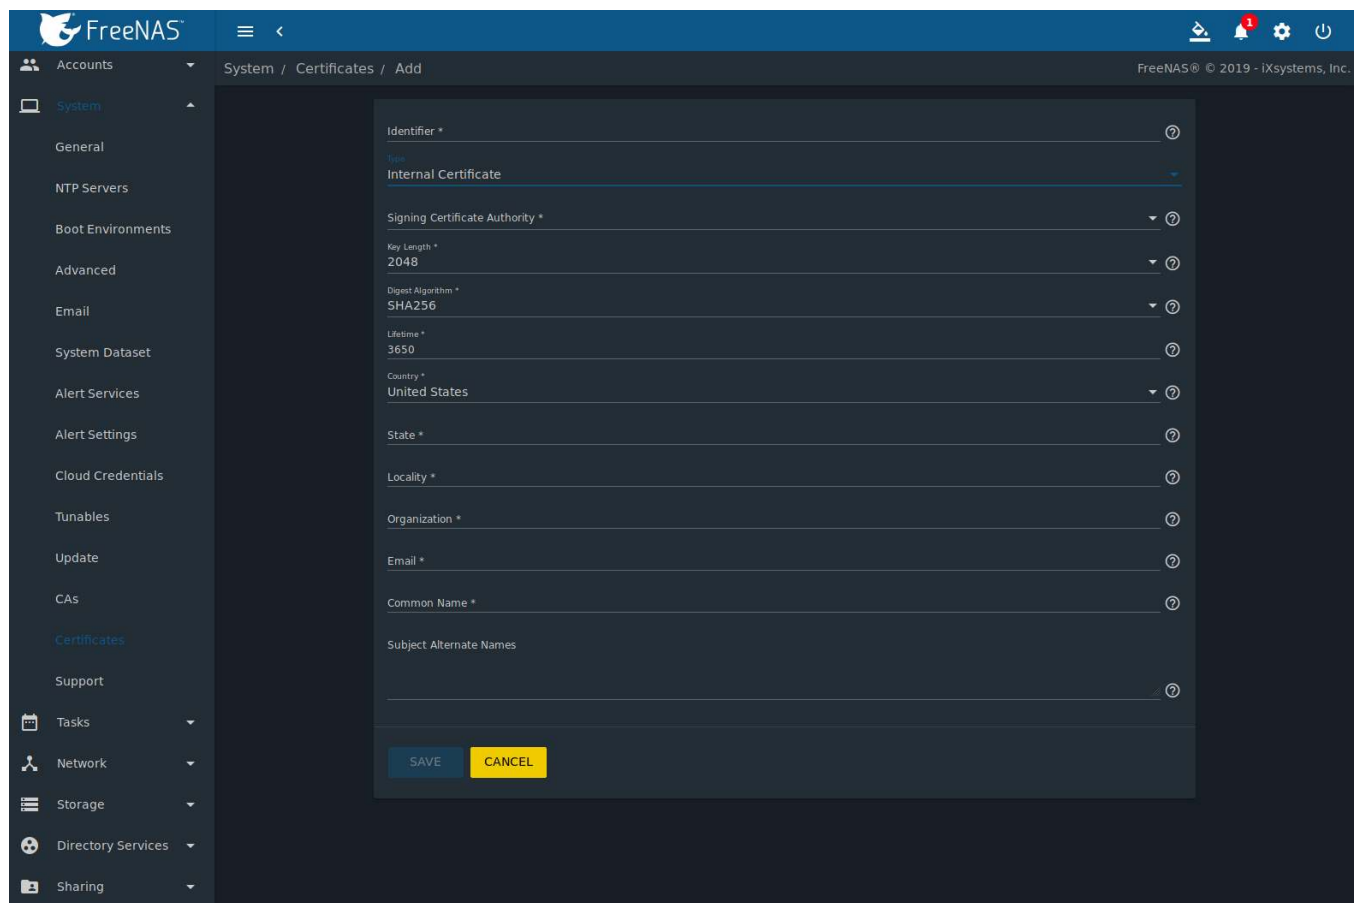 FreeNAS®
1
Accounts
System / Certificates / Add
FreeNAS® © 2019 - iXsystems, Inc.
System
General
NTP Servers
Boot Environments
Advanced
Email
System Dataset
Alert Services
Alert Settings
Cloud Credentials
Tunables
Update
CAs
Certificates
Support
Tasks
Network
Storage
Directory Services
Sharing
Identifier *
Type
Internal Certificate
Signing Certificate Authority *
Key Length *
2048
Digest Algorithm *
SHA256
Lifetime *
3650
Country *
United States
State *
Locality *
Organization *
Email *
Common Name *
Subject Alternate Names
SAVE
CANCEL